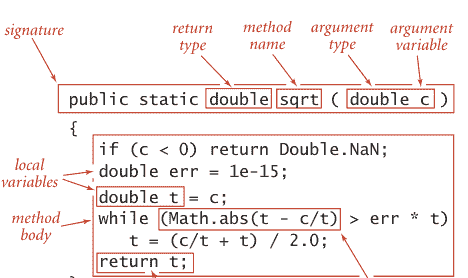 signature
return type
method name
argument type
argument variable
public static double sqrt ( double c )
{
if (c < 0) return Double.NaN;
double err = 1e-15;
local variables
double t = c;
method body
while (Math.abs(t - c/t) > err * t)
t = (c/t + t) / 2.0;
return t;